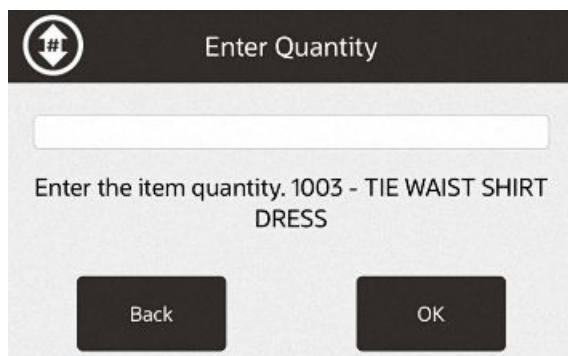 #
Enter Quantity
Enter the item quantity. 1003 - TIE WAIST SHIRT
DRESS
Back
OK